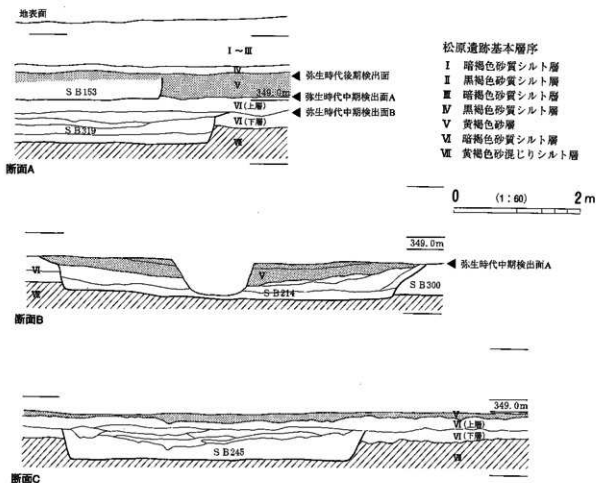 地表面
Ⅰ～Ⅲ
Ⅳ
Ⅴ
349.0m
ＳＢ153
Ⅵ(上層)
Ⅵ(下層)
ＳＢ319
Ⅶ
◀ 弥生時代後期検出面
◀ 弥生時代中期検出面A
◀ 弥生時代中期検出面B
断面A
松原遺跡基本層序
Ⅰ 暗褐色砂質シルト層
Ⅱ 黒褐色砂質シルト層
Ⅲ 暗褐色砂質シルト層
Ⅳ 黒褐色砂質シルト層
Ⅴ 黄褐色砂層
Ⅵ 暗褐色砂質シルト層
Ⅶ 黄褐色砂混じりシルト層
0 (1:60) 2m
349.0m
◀ 弥生時代中期検出面A
Ⅵ
Ⅴ
Ⅶ
ＳＢ214
ＳＢ300
断面B
349.0m
Ⅴ
Ⅵ(上層)
Ⅵ(下層)
ＳＢ245
Ⅶ
断面C